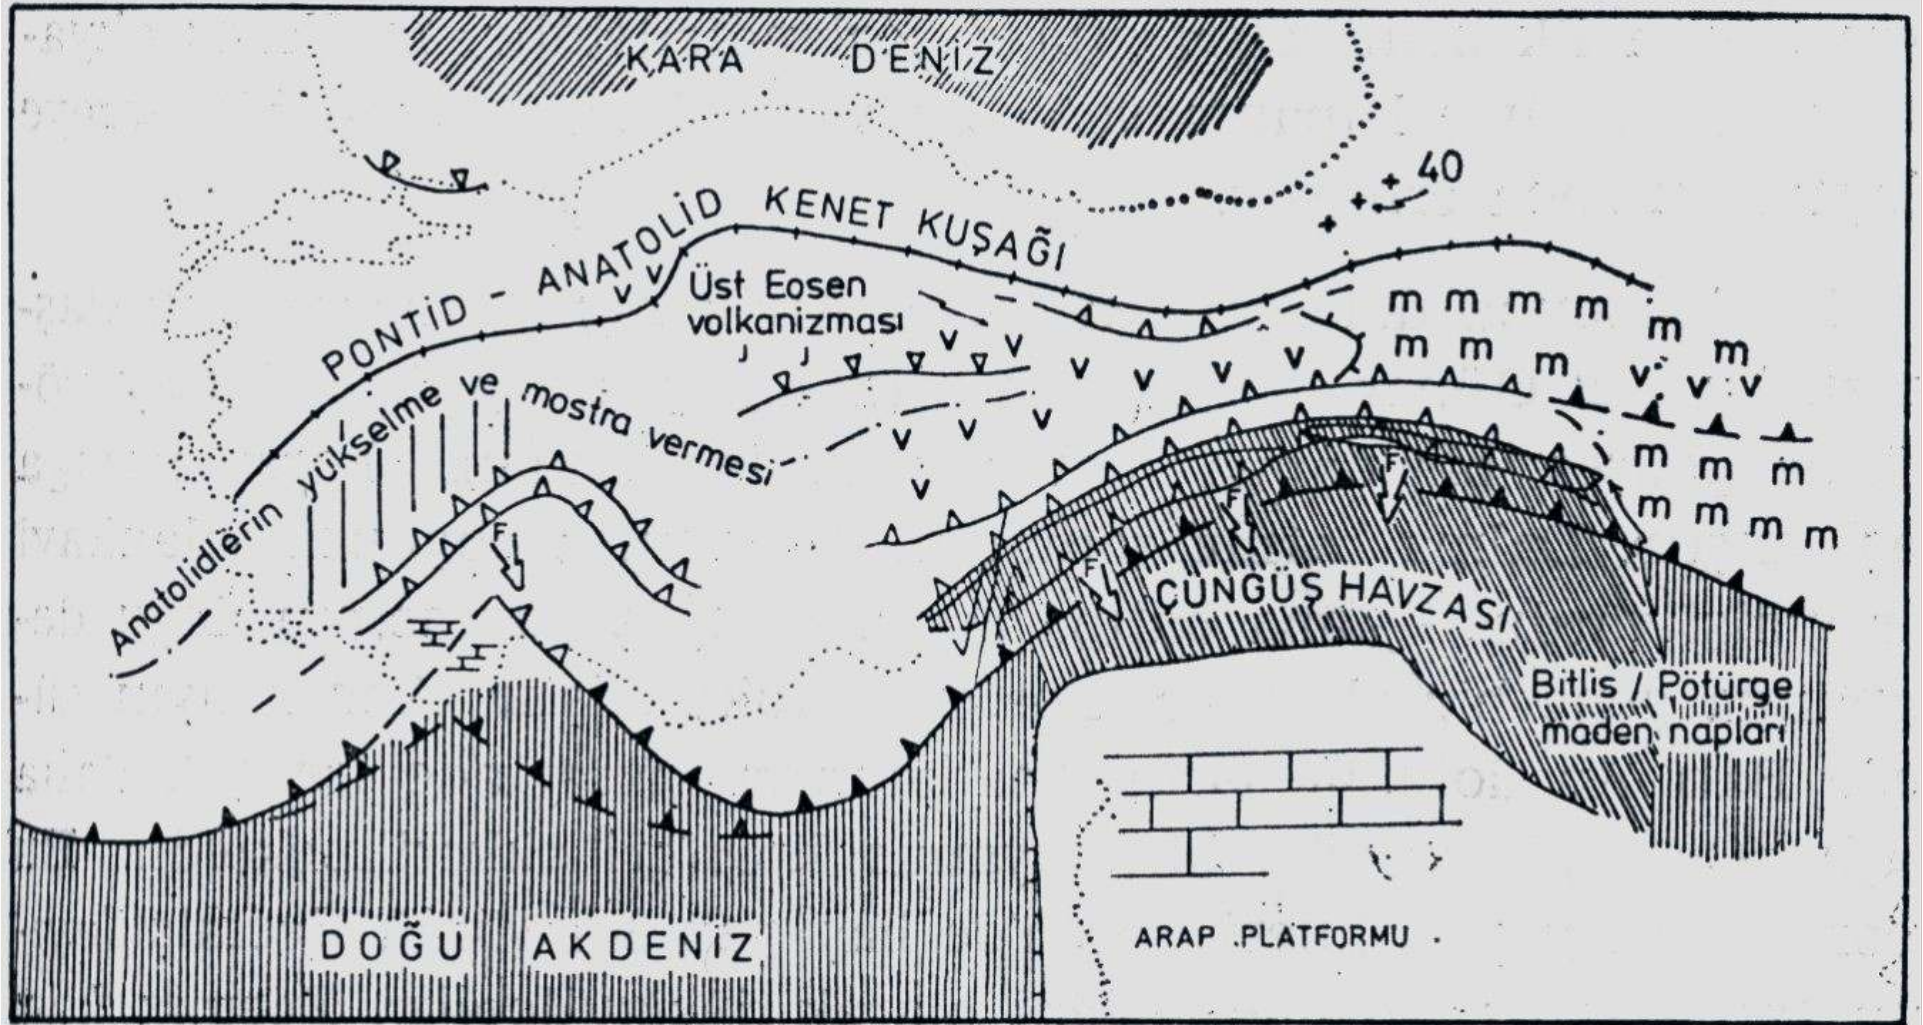 KARA DENİZ
40
PONTİD - ANATOLİD KENET KUŞAĞI
Üst Eosen
volkanizması
Anatolidlerin yükselme ve mostra vermesi
F
F
F
F
ÇÜNGÜŞ HAVZASI
Bitlis / Pötürge
maden napları
DOĞU AKDENİZ
ARAP PLATFORMU